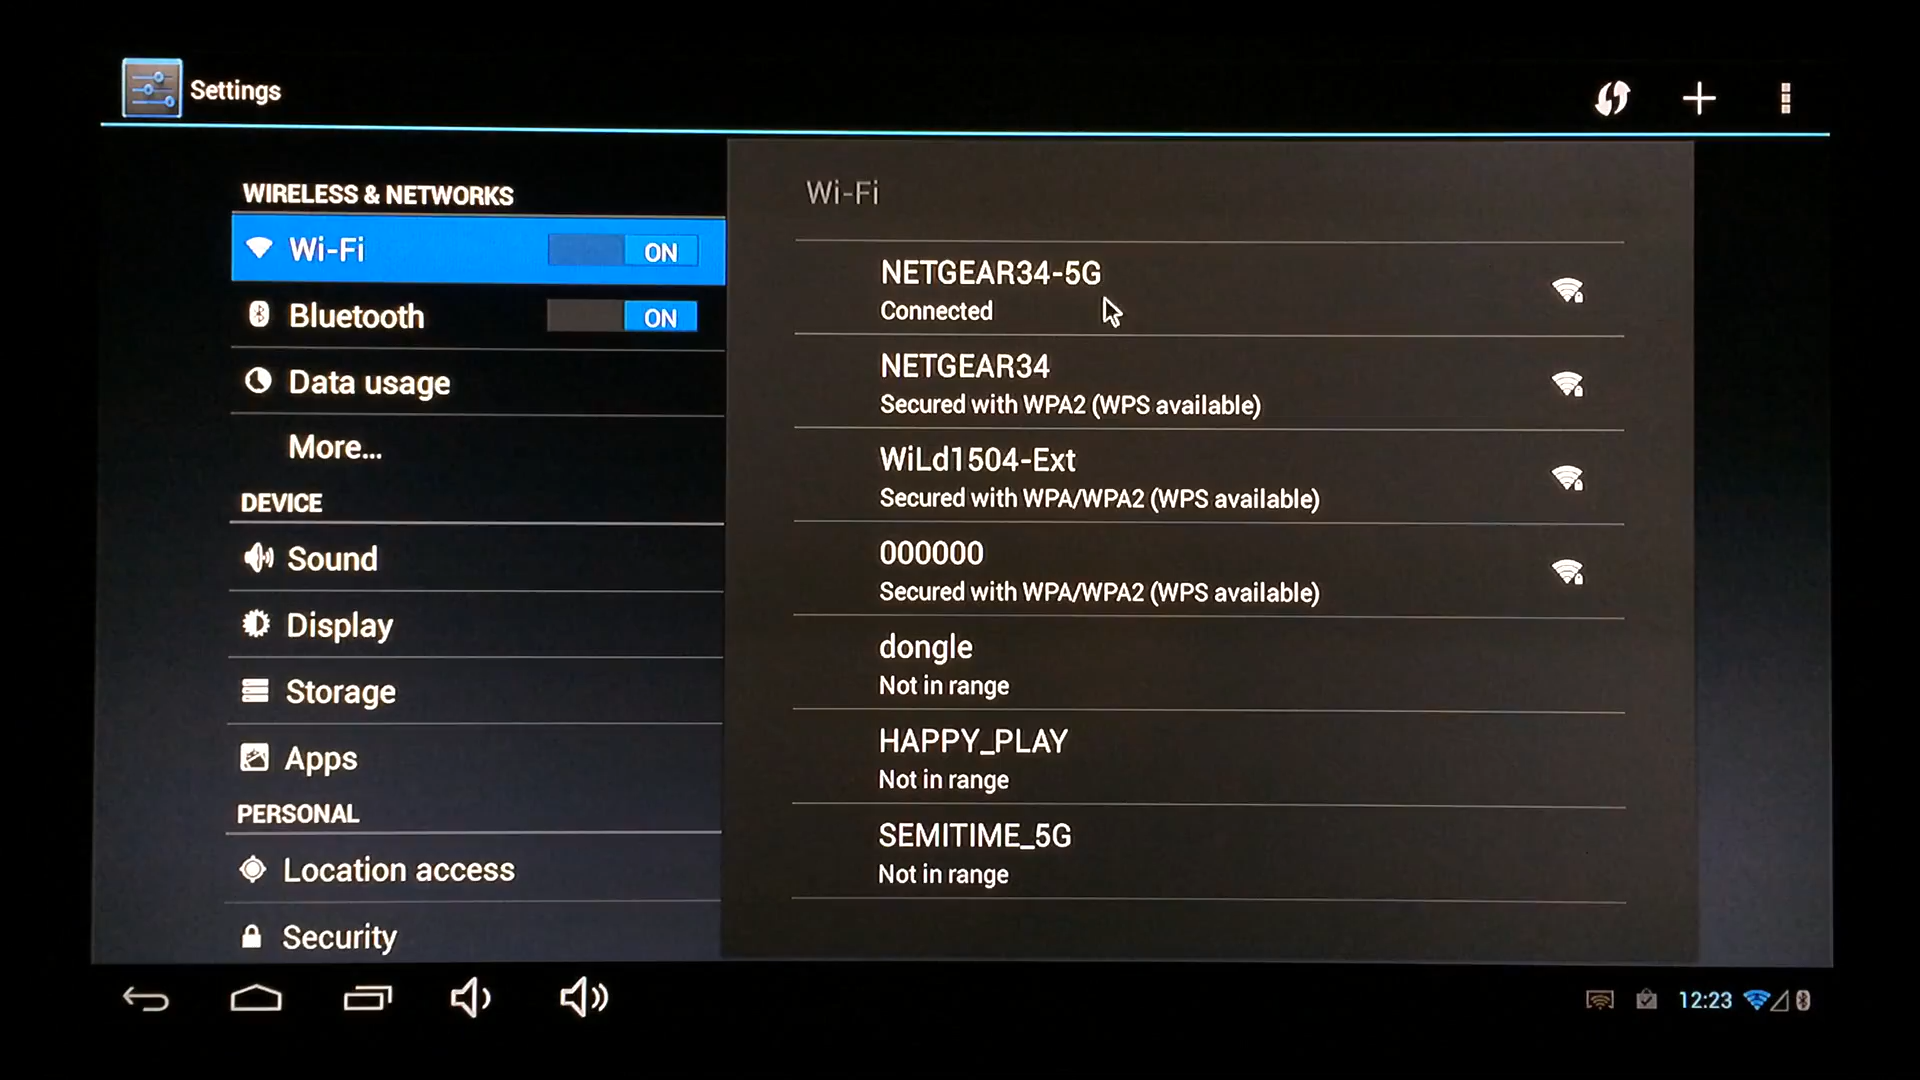 Settings
WIRELESS & NETWORKS
Wi-Fi ON
Bluetooth ON
Data usage
More...
DEVICE
Sound
Display
Storage
Apps
PERSONAL
Location access
Security
Wi-Fi
NETGEAR34-5G
Connected
NETGEAR34
Secured with WPA2 (WPS available)
WiLd1504-Ext
Secured with WPA/WPA2 (WPS available)
000000
Secured with WPA/WPA2 (WPS available)
dongle
Not in range
HAPPY_PLAY
Not in range
SEMITIME_5G
Not in range
12:23